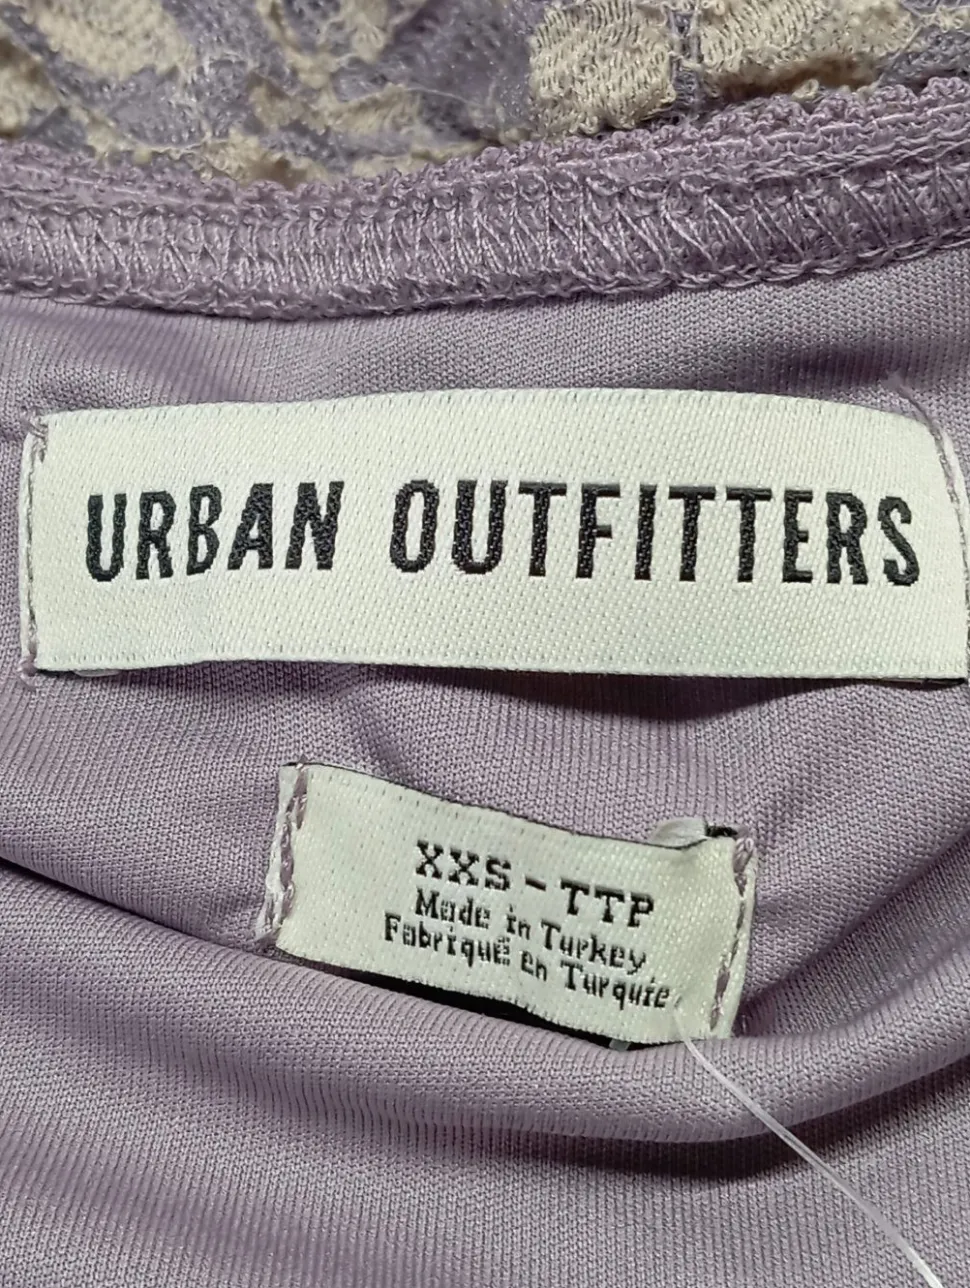 URBAN OUTFITTERS
XXS - TTP
Made in Turkey
Fabriqué en Turquie